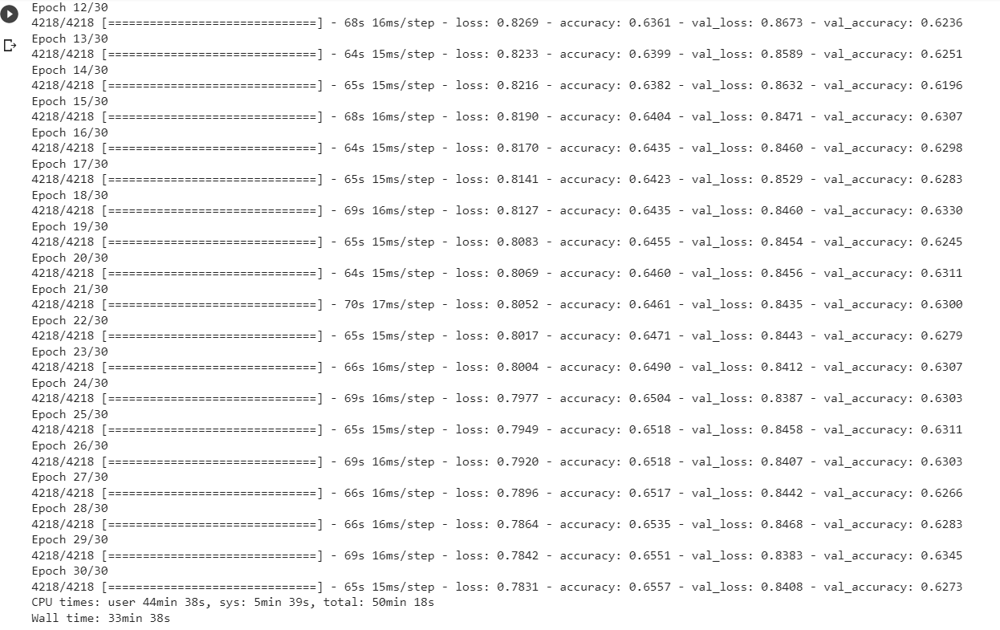 Epoch 12/30
4218/4218 [==============================] - 68s 16ms/step - loss: 0.8269 - accuracy: 0.6361 - val_loss: 0.8673 - val_accuracy: 0.6236
Epoch 13/30
4218/4218 [==============================] - 64s 15ms/step - loss: 0.8233 - accuracy: 0.6399 - val_loss: 0.8589 - val_accuracy: 0.6251
Epoch 14/30
4218/4218 [==============================] - 65s 15ms/step - loss: 0.8216 - accuracy: 0.6382 - val_loss: 0.8632 - val_accuracy: 0.6196
Epoch 15/30
4218/4218 [==============================] - 68s 16ms/step - loss: 0.8190 - accuracy: 0.6404 - val_loss: 0.8471 - val_accuracy: 0.6307
Epoch 16/30
4218/4218 [==============================] - 64s 15ms/step - loss: 0.8170 - accuracy: 0.6435 - val_loss: 0.8460 - val_accuracy: 0.6298
Epoch 17/30
4218/4218 [==============================] - 65s 15ms/step - loss: 0.8141 - accuracy: 0.6423 - val_loss: 0.8529 - val_accuracy: 0.6283
Epoch 18/30
4218/4218 [==============================] - 69s 16ms/step - loss: 0.8127 - accuracy: 0.6435 - val_loss: 0.8460 - val_accuracy: 0.6330
Epoch 19/30
4218/4218 [==============================] - 65s 15ms/step - loss: 0.8083 - accuracy: 0.6455 - val_loss: 0.8454 - val_accuracy: 0.6245
Epoch 20/30
4218/4218 [==============================] - 64s 15ms/step - loss: 0.8069 - accuracy: 0.6460 - val_loss: 0.8456 - val_accuracy: 0.6311
Epoch 21/30
4218/4218 [==============================] - 70s 17ms/step - loss: 0.8052 - accuracy: 0.6461 - val_loss: 0.8435 - val_accuracy: 0.6300
Epoch 22/30
4218/4218 [==============================] - 65s 15ms/step - loss: 0.8017 - accuracy: 0.6471 - val_loss: 0.8443 - val_accuracy: 0.6279
Epoch 23/30
4218/4218 [==============================] - 66s 16ms/step - loss: 0.8004 - accuracy: 0.6490 - val_loss: 0.8412 - val_accuracy: 0.6307
Epoch 24/30
4218/4218 [==============================] - 69s 16ms/step - loss: 0.7977 - accuracy: 0.6504 - val_loss: 0.8387 - val_accuracy: 0.6303
Epoch 25/30
4218/4218 [==============================] - 65s 15ms/step - loss: 0.7949 - accuracy: 0.6518 - val_loss: 0.8458 - val_accuracy: 0.6311
Epoch 26/30
4218/4218 [==============================] - 69s 16ms/step - loss: 0.7920 - accuracy: 0.6518 - val_loss: 0.8407 - val_accuracy: 0.6303
Epoch 27/30
4218/4218 [==============================] - 66s 16ms/step - loss: 0.7896 - accuracy: 0.6517 - val_loss: 0.8442 - val_accuracy: 0.6266
Epoch 28/30
4218/4218 [==============================] - 66s 16ms/step - loss: 0.7864 - accuracy: 0.6535 - val_loss: 0.8468 - val_accuracy: 0.6283
Epoch 29/30
4218/4218 [==============================] - 69s 16ms/step - loss: 0.7842 - accuracy: 0.6551 - val_loss: 0.8383 - val_accuracy: 0.6345
Epoch 30/30
4218/4218 [==============================] - 65s 15ms/step - loss: 0.7831 - accuracy: 0.6557 - val_loss: 0.8408 - val_accuracy: 0.6273
CPU times: user 44min 38s, sys: 5min 39s, total: 50min 18s
Wall time: 33min 38s